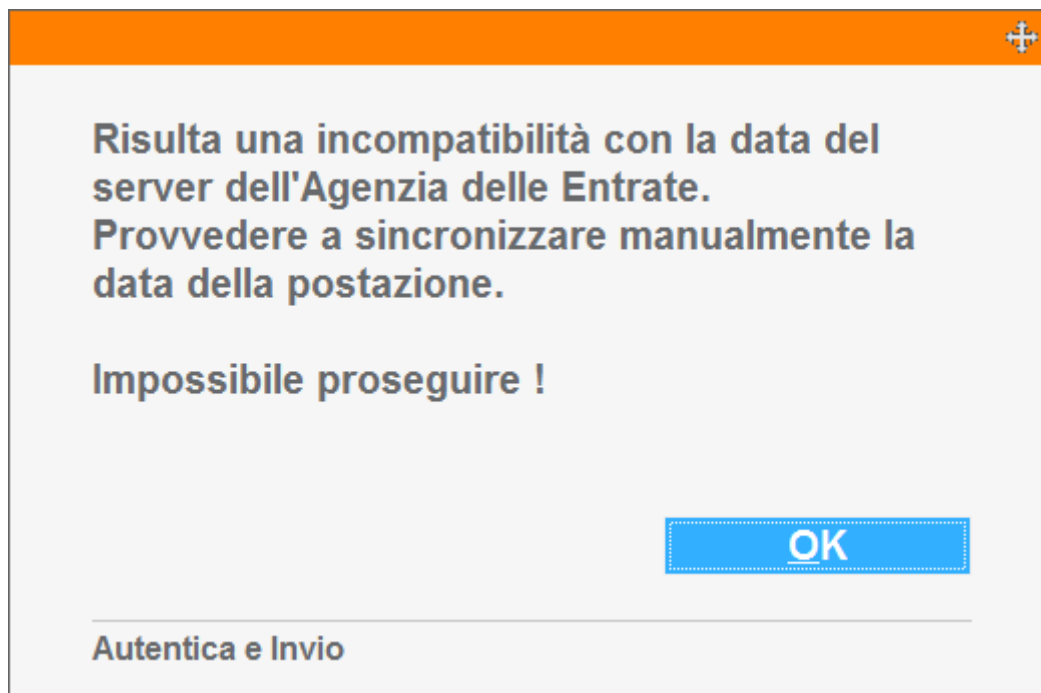 Risulta una incompatibilità con la data del
server dell'Agenzia delle Entrate.
Provvedere a sincronizzare manualmente la
data della postazione.
Impossibile proseguire !
OK
Autentica e Invio